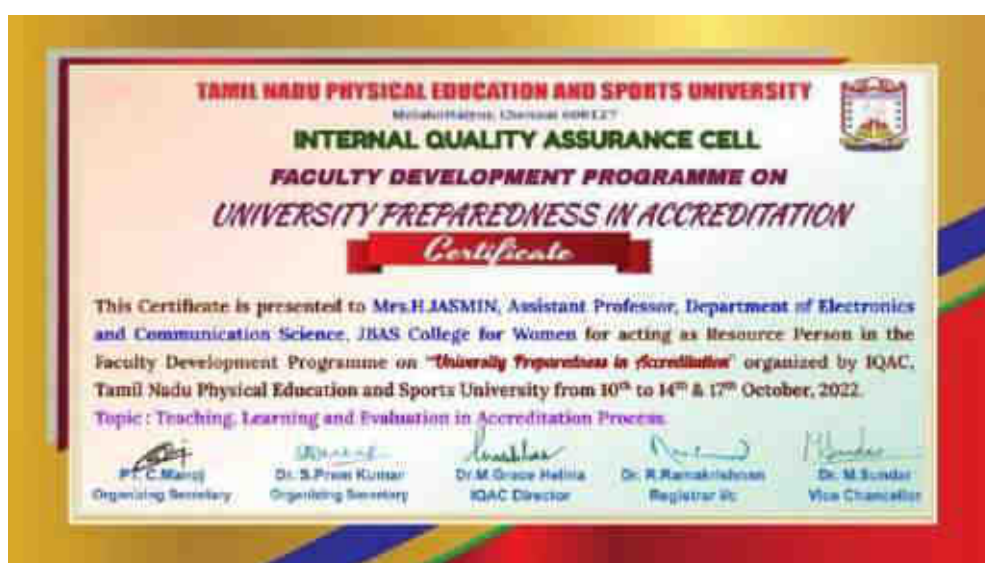 TAMIL NADU PHYSICAL EDUCATION AND SPORTS UNIVERSITY
Chennai 600127
INTERNAL QUALITY ASSURANCE CELL
FACULTY DEVELOPMENT PROGRAMME ON
UNIVERSITY PREPAREDNESS IN ACCREDITATION
Certificate
This Certificate is presented to Mrs.H.JASMIN, Assistant Professor, Department of Electronics
and Communication Science, JBAS College for Women for acting as Resource Person in the
Faculty Development Programme on "University Preparedness in Accreditation" organized by IQAC,
Tamil Nadu Physical Education and Sports University from 10th to 14th & 17th October, 2022.
Topic : Teaching, Learning and Evaluation in Accreditation Process.
C.Manoj Dr. S.Prem Kumar Dr.M.Grace Helina Dr. R.Ramakrishnan Dr. M.Sundar
Organizing Secretary Organizing Secretary IQAC Director Registrar i/c Vice Chancellor